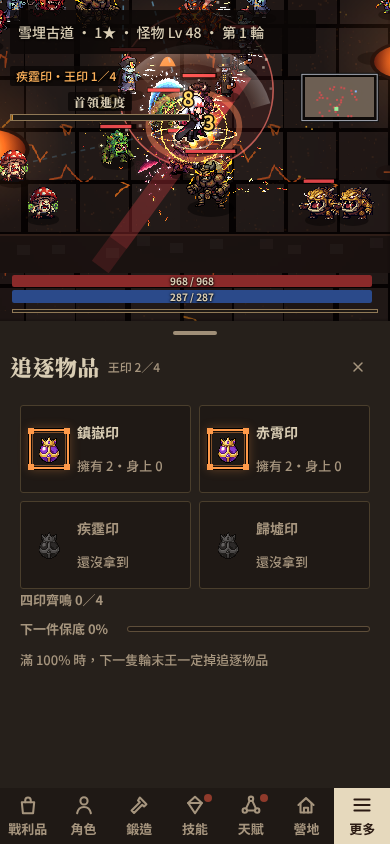 雪埋古道 · 1★ · 怪物 Lv 48 · 第 1 輪
疾霆印 · 王印 1／4
首領進度
8
3
968 / 968
287 / 287
追逐物品 王印 2／4 ×
鎮嶽印
擁有 2 · 身上 0
赤霄印
擁有 2 · 身上 0
疾霆印
還沒拿到
歸墟印
還沒拿到
四印齊鳴 0／4
下一件保底 0%
滿 100% 時，下一隻輪末王一定掉追逐物品
戰利品 角色 鍛造 技能 天賦 營地 更多